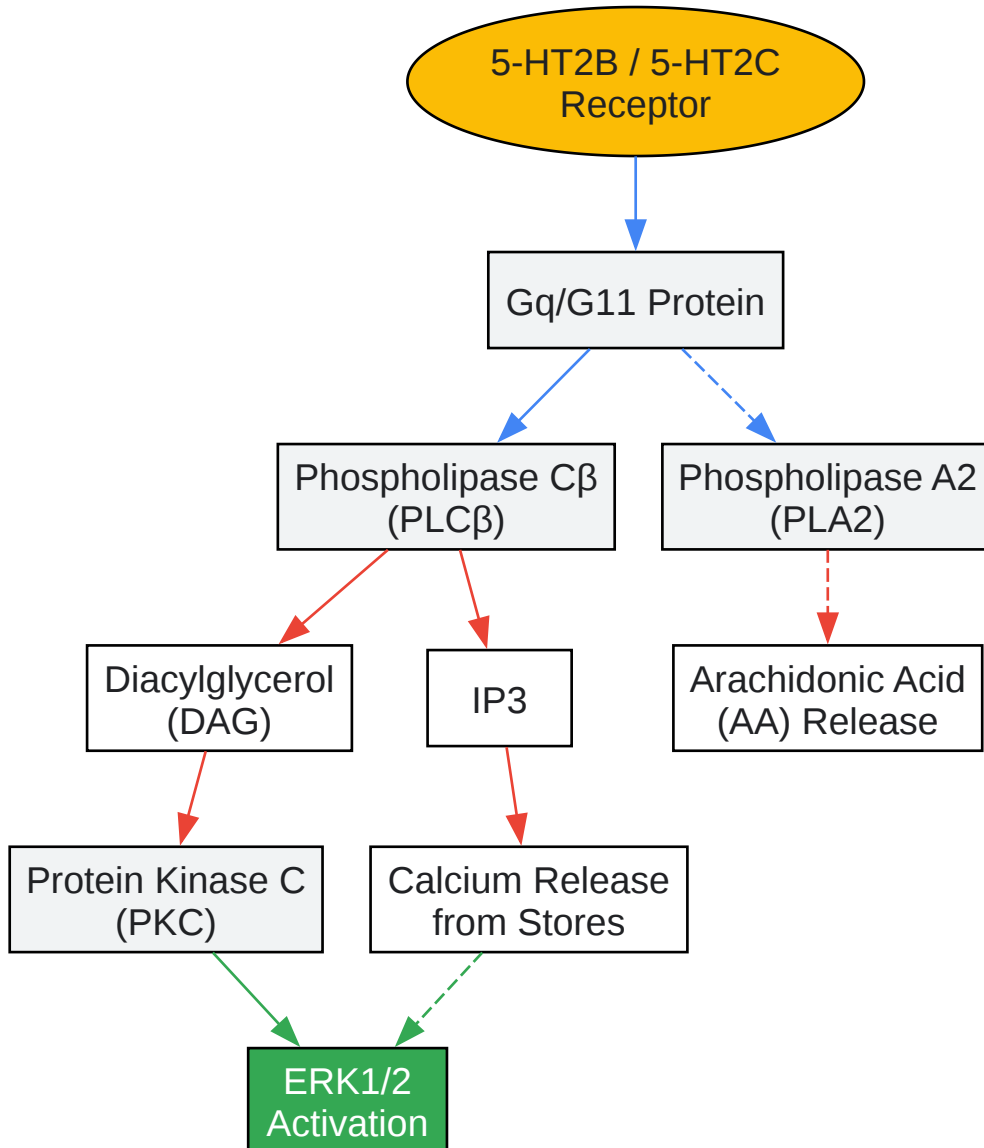 5-HT2B / 5-HT2C
Receptor
Gq/G11 Protein
Phospholipase Cβ
(PLCβ)
Phospholipase A2
(PLA2)
Diacylglycerol
(DAG)
IP3
Arachidonic Acid
(AA) Release
Protein Kinase C
(PKC)
Calcium Release
from Stores
ERK1/2
Activation